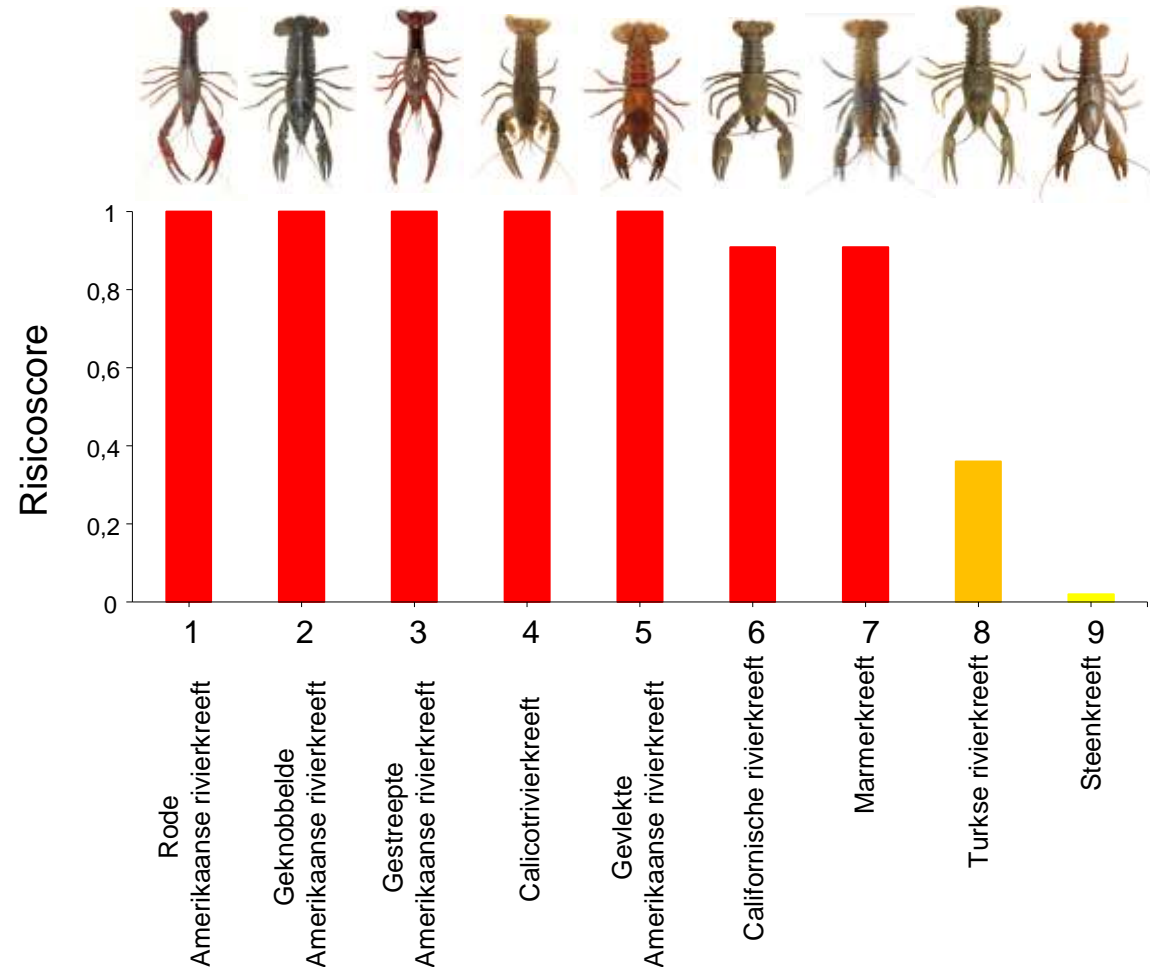 1
0,8
0,6
0,4
0,2
0
Risicoscore
1
2
3
4
5
6
7
8
9
Rode
Amerikaanse rivierkreeft
Geknobbelde
Amerikaanse rivierkreeft
Gestreepte
Amerikaanse rivierkreeft
Calicotrivierkreeft
Gevlekte
Amerikaanse rivierkreeft
Californische rivierkreeft
Marmerkreeft
Turkse rivierkreeft
Steenkreeft